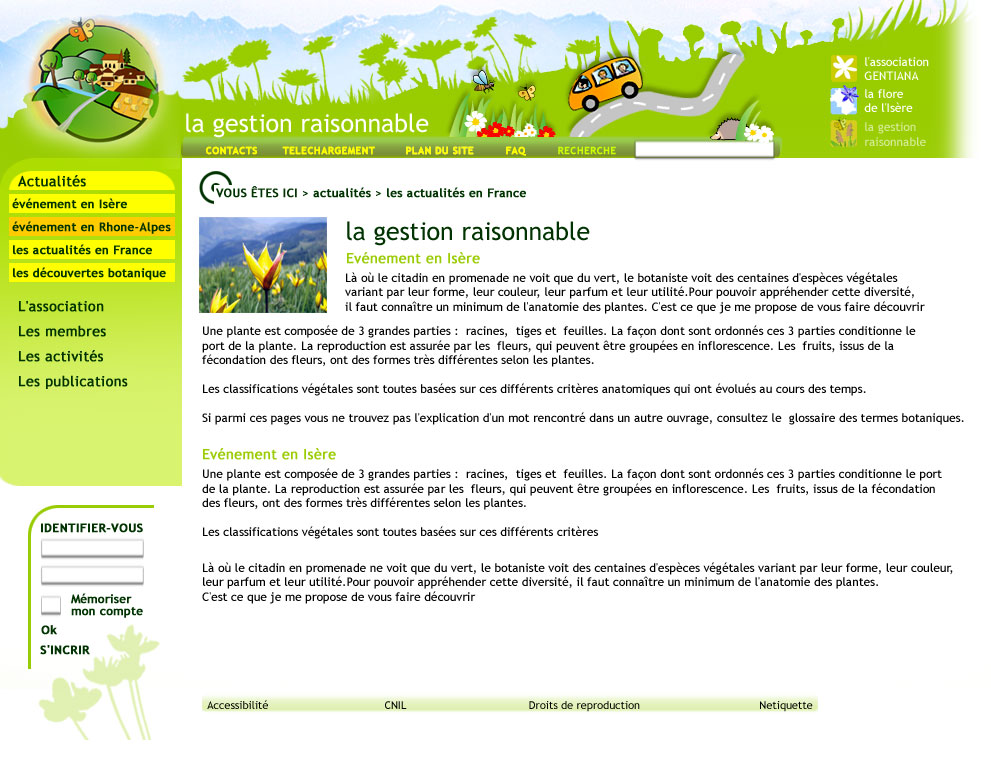 l'association
GENTIANA
la flore
de l'Isère
la gestion
raisonnable
la gestion raisonnable
CONTACTS TELECHARGEMENT PLAN DU SITE FAQ RECHERCHE
Actualités
événement en Isère
événement en Rhone-Alpes
les actualités en France
les découvertes botanique
L'association
Les membres
Les activités
Les publications
IDENTIFIER-VOUS
Mémoriser
mon compte
Ok
S'INCRIR
VOUS ÊTES ICI > actualités > les actualités en France
la gestion raisonnable
Evénement en Isère
Là où le citadin en promenade ne voit que du vert, le botaniste voit des centaines d'espèces végétales
variant par leur forme, leur couleur, leur parfum et leur utilité.Pour pouvoir appréhender cette diversité,
il faut connaître un minimum de l'anatomie des plantes. C'est ce que je me propose de vous faire découvrir
Une plante est composée de 3 grandes parties : racines, tiges et feuilles. La façon dont sont ordonnés ces 3 parties conditionne le
port de la plante. La reproduction est assurée par les fleurs, qui peuvent être groupées en inflorescence. Les fruits, issus de la
fécondation des fleurs, ont des formes très différentes selon les plantes.
Les classifications végétales sont toutes basées sur ces différents critères anatomiques qui ont évolués au cours des temps.
Si parmi ces pages vous ne trouvez pas l'explication d'un mot rencontré dans un autre ouvrage, consultez le glossaire des termes botaniques.
Evénement en Isère
Une plante est composée de 3 grandes parties : racines, tiges et feuilles. La façon dont sont ordonnés ces 3 parties conditionne le port
de la plante. La reproduction est assurée par les fleurs, qui peuvent être groupées en inflorescence. Les fruits, issus de la fécondation
des fleurs, ont des formes très différentes selon les plantes.
Les classifications végétales sont toutes basées sur ces différents critères
Là où le citadin en promenade ne voit que du vert, le botaniste voit des centaines d'espèces végétales variant par leur forme, leur couleur,
leur parfum et leur utilité.Pour pouvoir appréhender cette diversité, il faut connaître un minimum de l'anatomie des plantes.
C'est ce que je me propose de vous faire découvrir
Accessibilité CNIL Droits de reproduction Netiquette